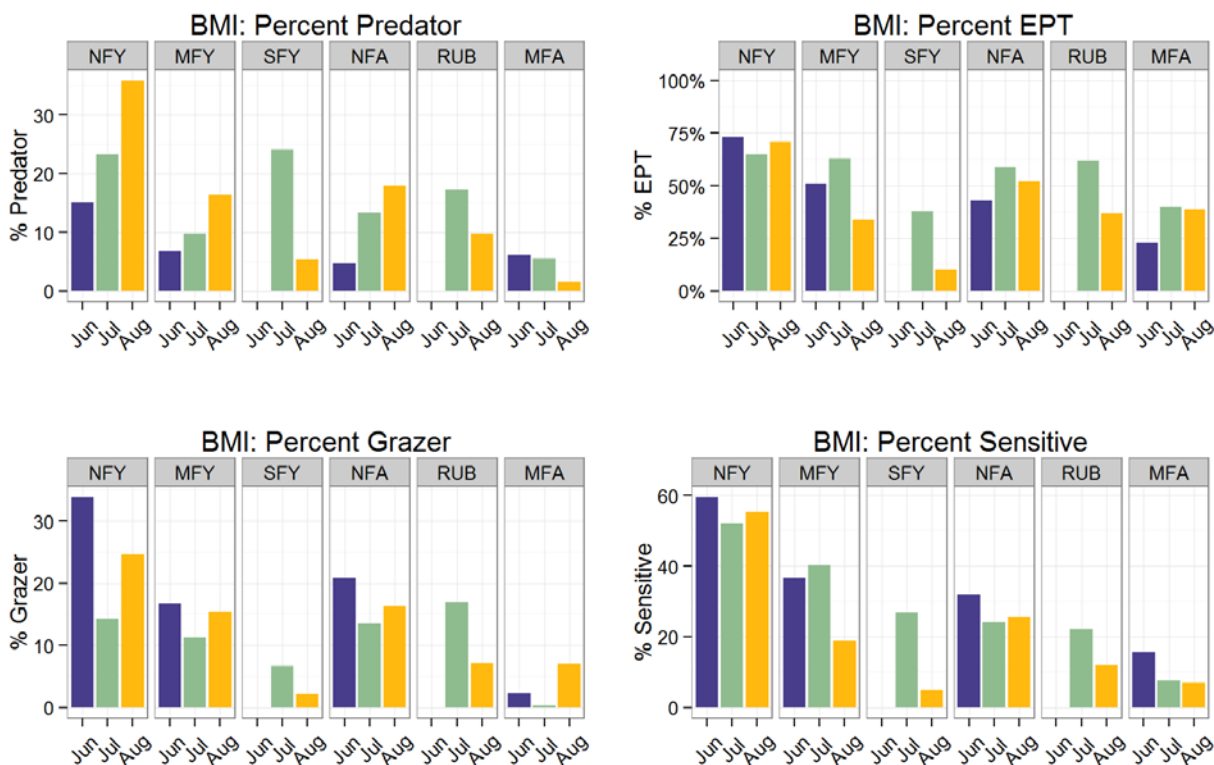 BMI: Percent Predator
NFY MFY SFY NFA RUB MFA
% Predator
30
20
10
0
Jun Jul Aug Jun Jul Aug Jun Jul Aug Jun Jul Aug Jun Jul Aug Jun Jul Aug
BMI: Percent EPT
NFY MFY SFY NFA RUB MFA
% EPT
100%
75%
50%
25%
0%
Jun Jul Aug Jun Jul Aug Jun Jul Aug Jun Jul Aug Jun Jul Aug Jun Jul Aug
BMI: Percent Grazer
NFY MFY SFY NFA RUB MFA
% Grazer
30
20
10
0
Jun Jul Aug Jun Jul Aug Jun Jul Aug Jun Jul Aug Jun Jul Aug Jun Jul Aug
BMI: Percent Sensitive
NFY MFY SFY NFA RUB MFA
% Sensitive
60
40
20
0
Jun Jul Aug Jun Jul Aug Jun Jul Aug Jun Jul Aug Jun Jul Aug Jun Jul Aug